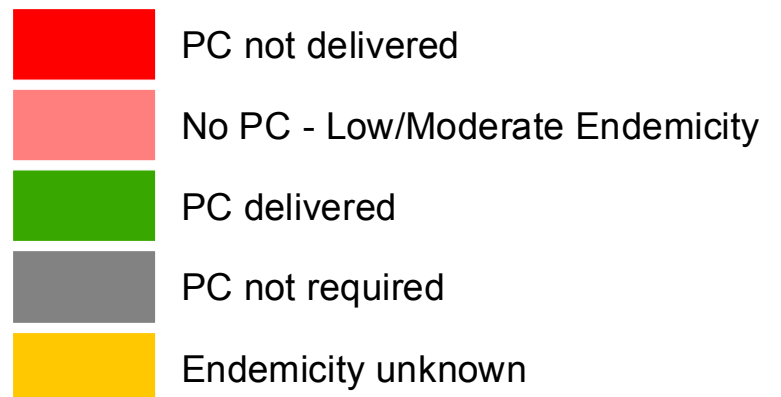 PC not delivered
No PC - Low/Moderate Endemicity
PC delivered
PC not required
Endemicity unknown